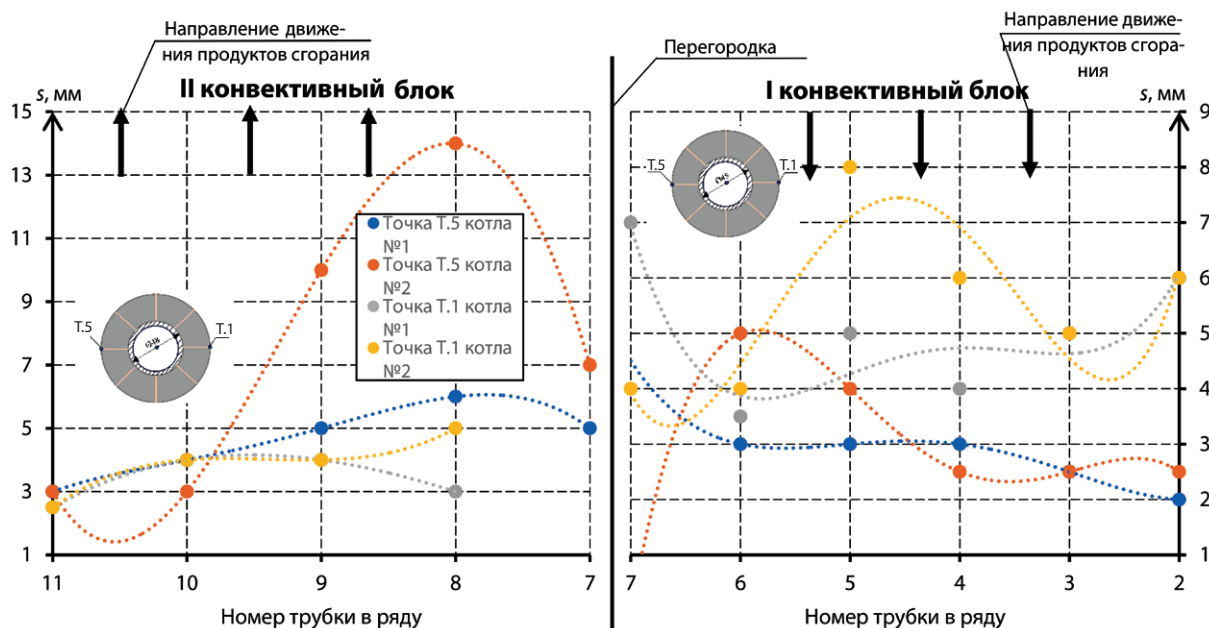 Направление движе-
ния продуктов сгорания
II конвективный блок
s, мм
15
13
11
9
7
5
3
1
11
10
9
8
7
Номер трубки в ряду
Т.5
Т.1
Точка Т.5 котла
№1
Точка Т.5 котла
№2
Точка Т.1 котла
№1
Точка Т.1 котла
№2
Перегородка
Направление движе-
ния продуктов сгора-
ния
I конвективный блок
s, мм
Т.5
Т.1
9
8
7
6
5
4
3
2
1
7
6
5
4
3
2
Номер трубки в ряду